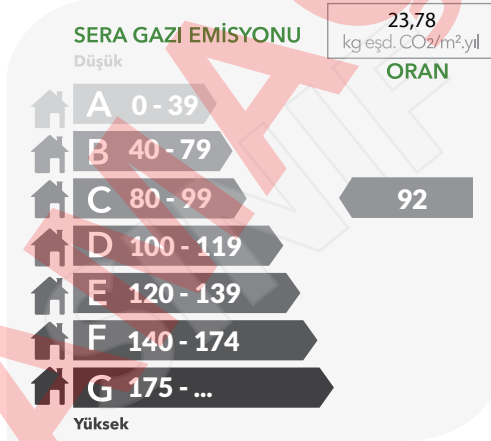 SERA GAZI EMİSYONU
23,78
kg eşd. CO2/m².yıl
Düşük
ORAN
A 0 - 39
B 40 - 79
C 80 - 99
92
D 100 - 119
E 120 - 139
F 140 - 174
G 175 - ...
Yüksek